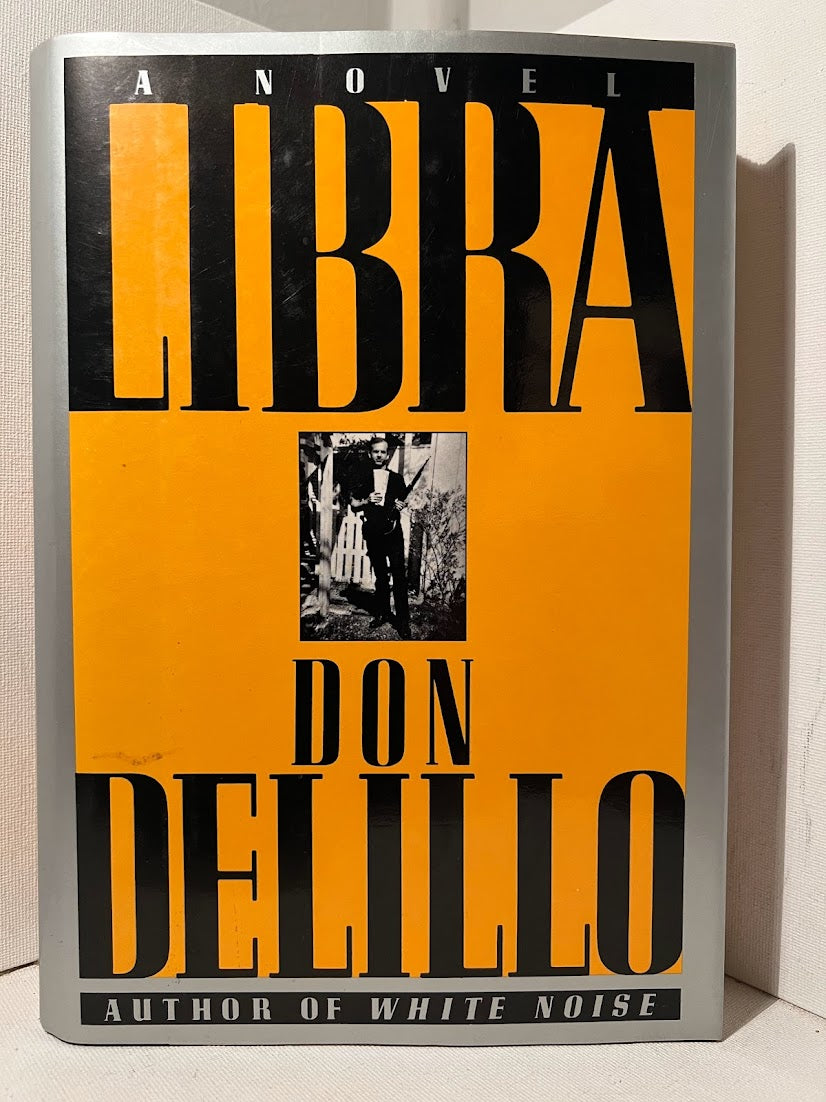 A NOVEL
LIBRA
DON
DELILLO
AUTHOR OF WHITE NOISE